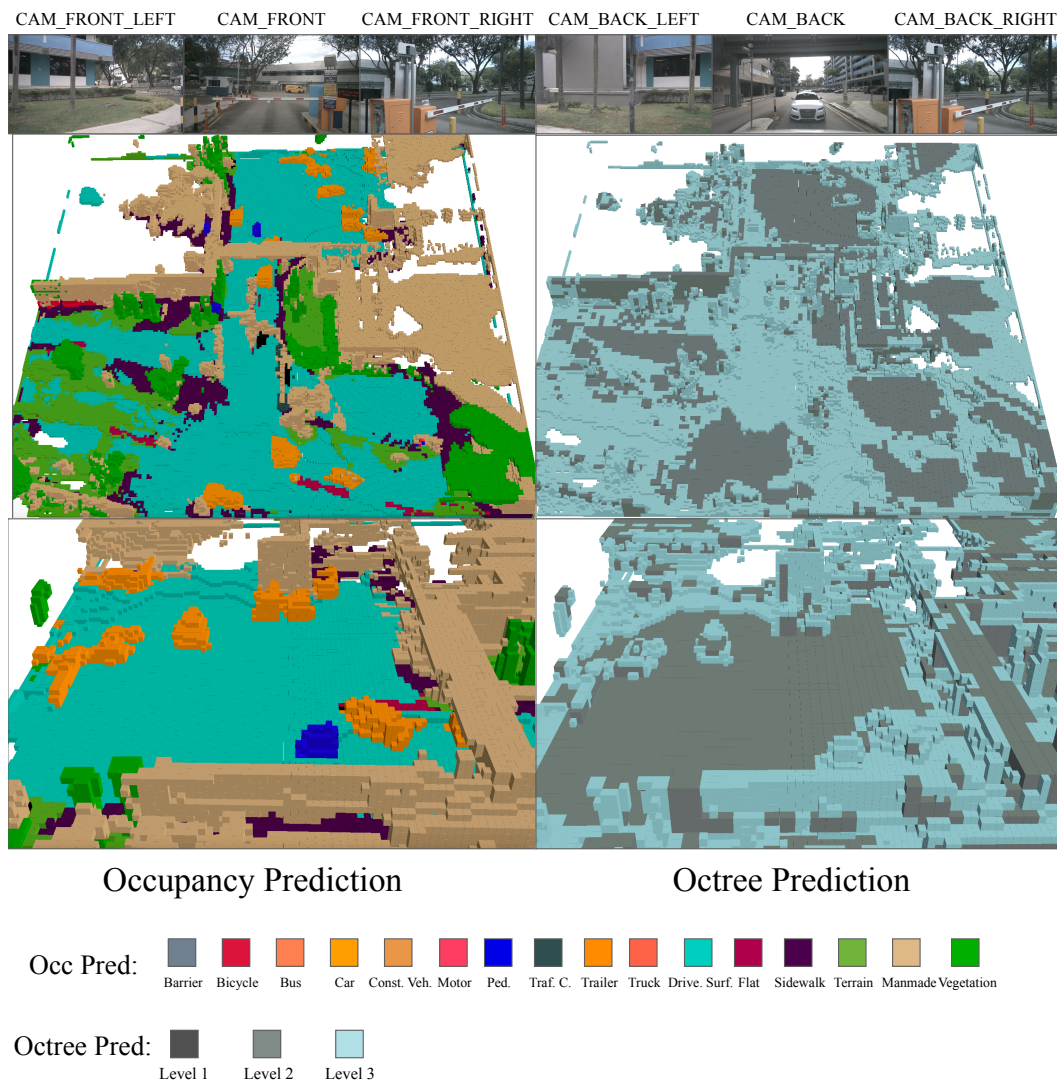 CAM_FRONT_LEFT CAM_FRONT CAM_FRONT_RIGHT CAM_BACK_LEFT CAM_BACK CAM_BACK_RIGHT
Occupancy Prediction Octree Prediction
Occ Pred:
Barrier Bicycle Bus Car Const. Veh. Motor Ped. Traf. C. Trailer Truck Drive. Surf. Flat Sidewalk Terrain Manmade Vegetation
Octree Pred:
Level 1 Level 2 Level 3